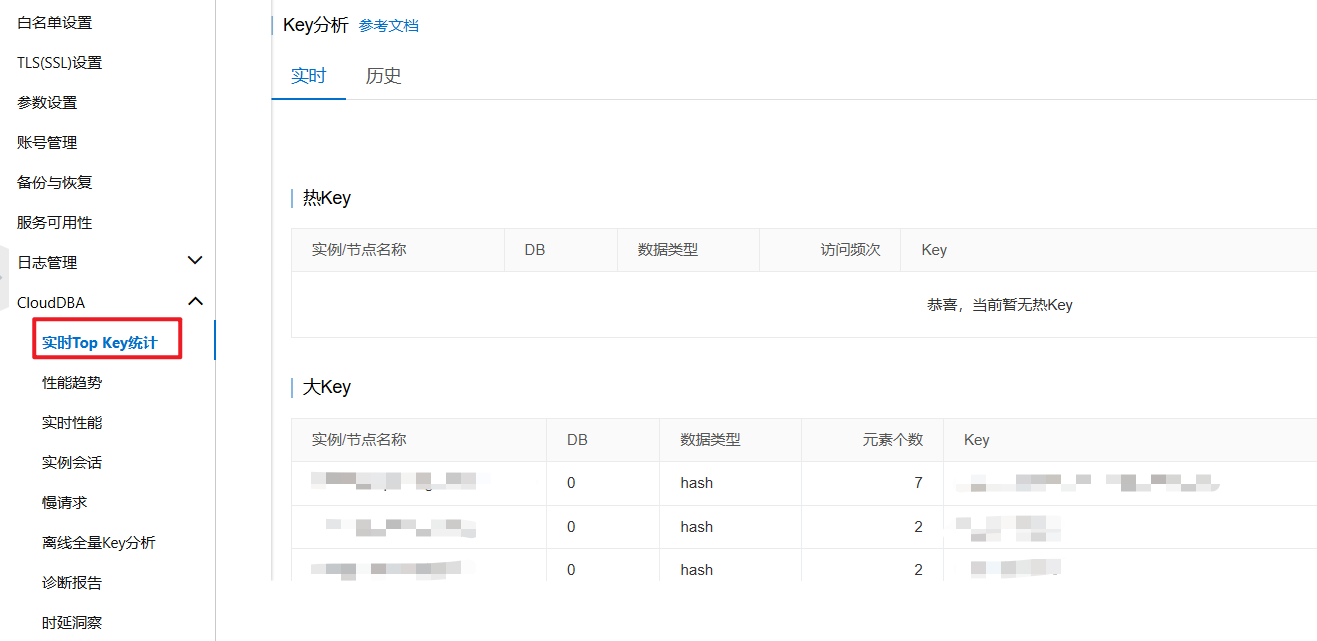 白名单设置
TLS(SSL)设置
参数设置
账号管理
备份与恢复
服务可用性
日志管理
CloudDBA
实时Top Key统计
性能趋势
实时性能
实例会话
慢请求
离线全量Key分析
诊断报告
时延洞察
Key分析 参考文档
实时 历史
热Key
实例/节点名称 DB 数据类型 访问频次 Key
恭喜，当前暂无热Key
大Key
实例/节点名称 DB 数据类型 元素个数 Key
0 hash 7
0 hash 2
0 hash 2